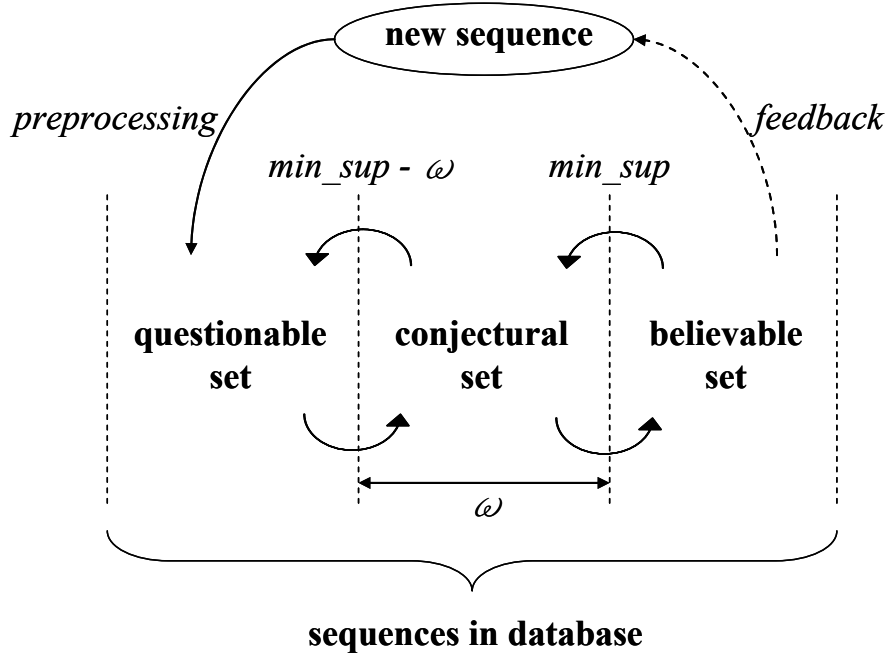 new sequence
preprocessing
feedback
min_sup - ω
min_sup
questionable
set
conjectural
set
believable
set
ω
sequences in database